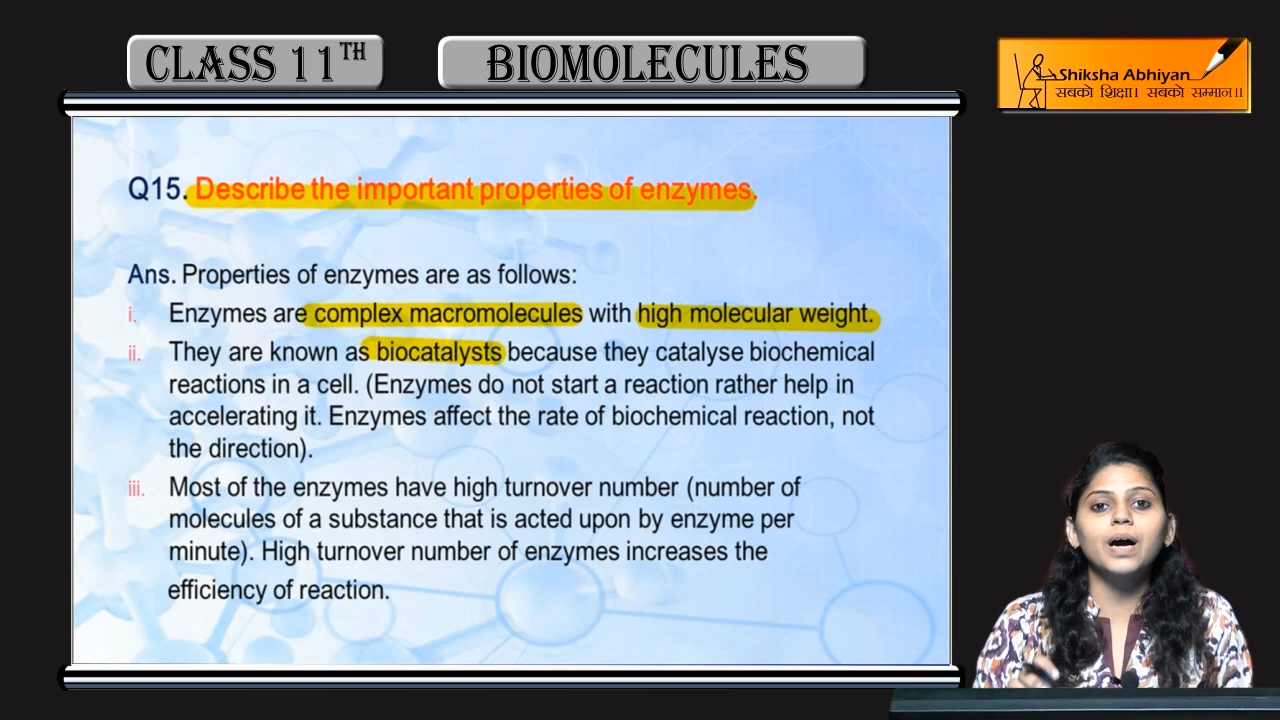 CLASS 11TH
BIOMOLECULES
Shiksha Abhiyan
सबको शिक्षा। सबको सम्मान।।
Q15. Describe the important properties of enzymes.
Ans. Properties of enzymes are as follows:
i. Enzymes are complex macromolecules with high molecular weight.
ii. They are known as biocatalysts because they catalyse biochemical
reactions in a cell. (Enzymes do not start a reaction rather help in
accelerating it. Enzymes affect the rate of biochemical reaction, not
the direction).
iii. Most of the enzymes have high turnover number (number of
molecules of a substance that is acted upon by enzyme per
minute). High turnover number of enzymes increases the
efficiency of reaction.